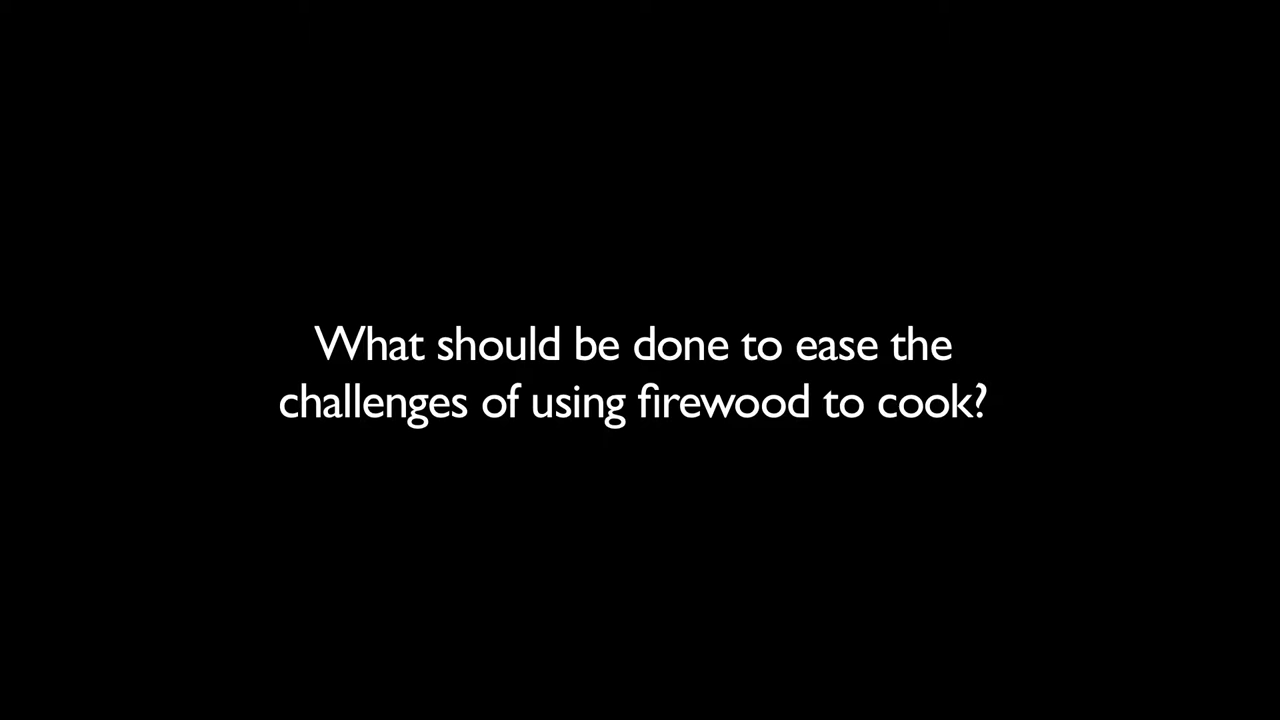 What should be done to ease the
challenges of using firewood to cook?